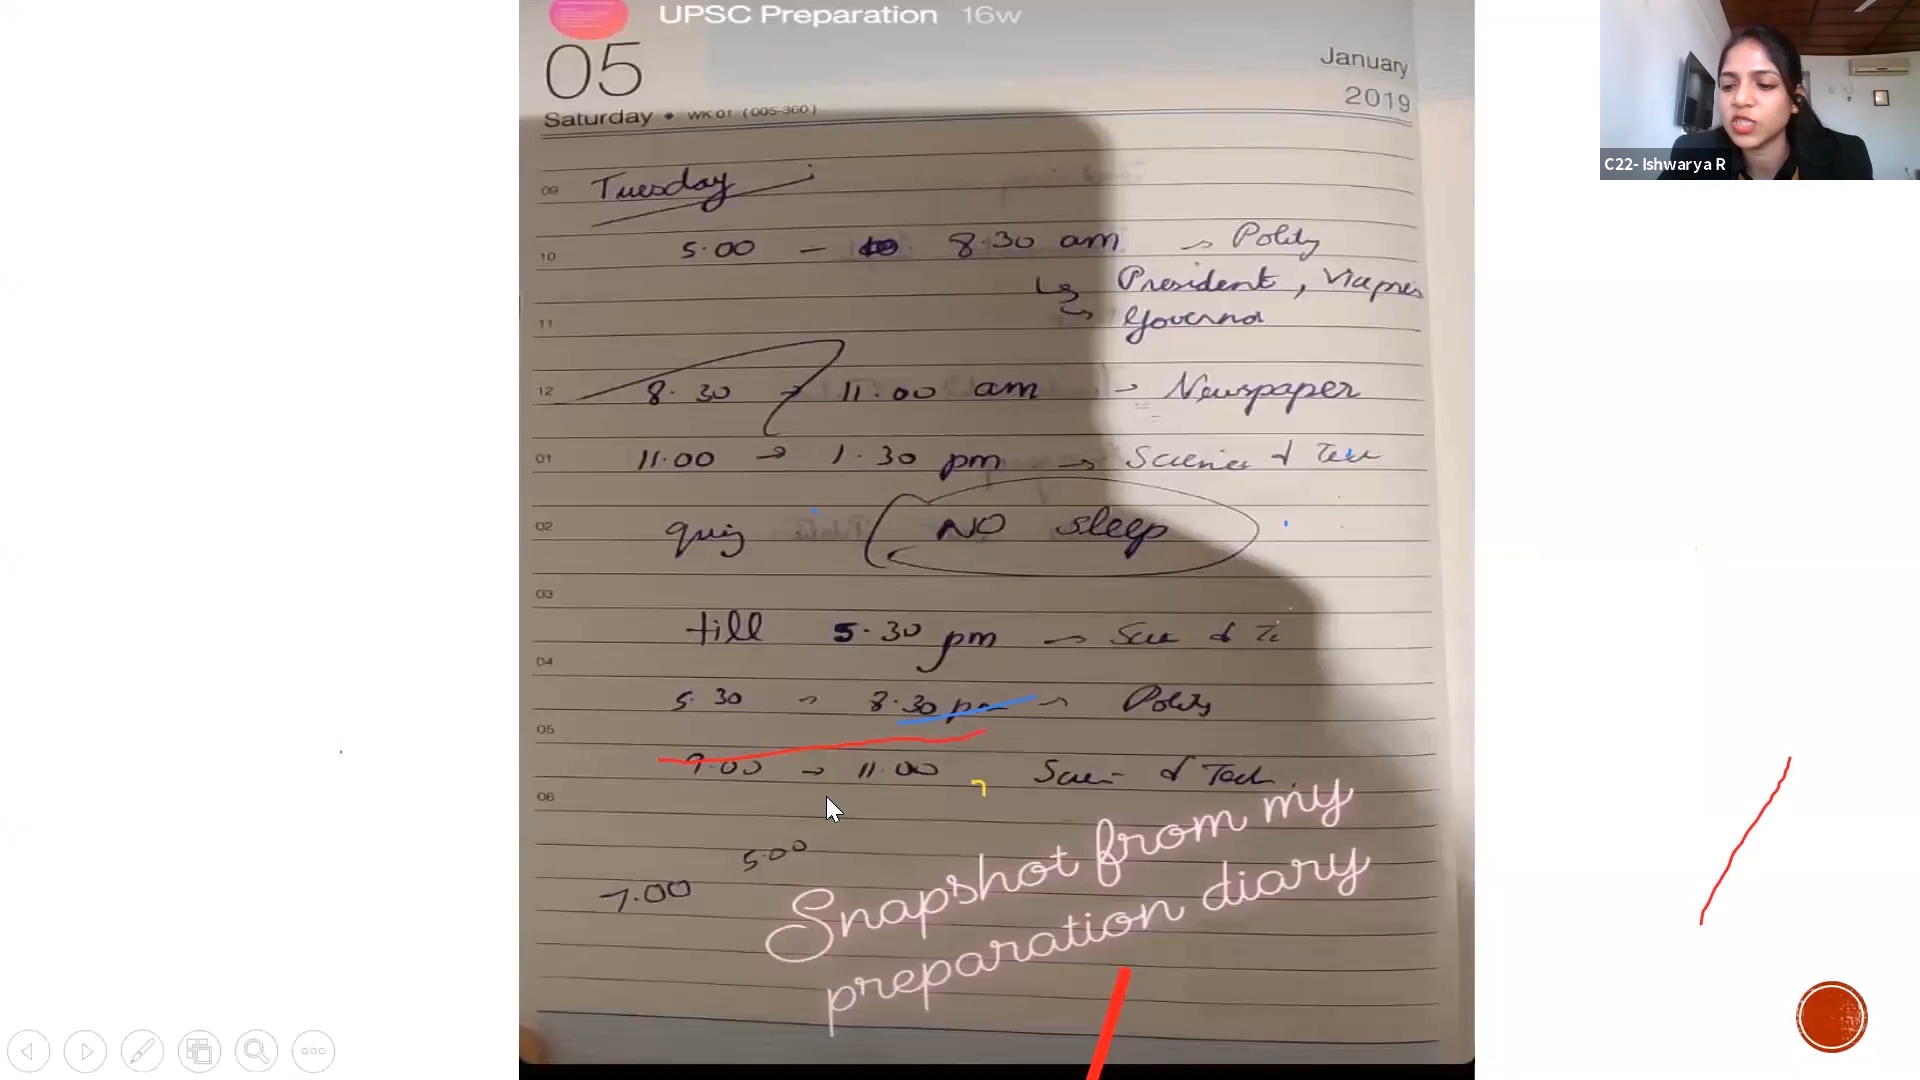 UPSC Preparation 16w
05
January
2019
Saturday • WK 01 (005-360)
C22- Ishwarya R
09 Tuesday
5.00 – 8.30 am → Polity
10
President, Vicepres
11 Governor
12 8.30 → 11.00 am → Newspaper
01 11.00 → 1.30 pm → Science & Tech
02 quiz NO sleep
03
till 5.30 pm → Scie & Te
04
5.30 → 8.30 pm → Polity
05
9.00 → 11.00 Scien & Tech
06
5.00
7.00
Snapshot from my
preparation diary